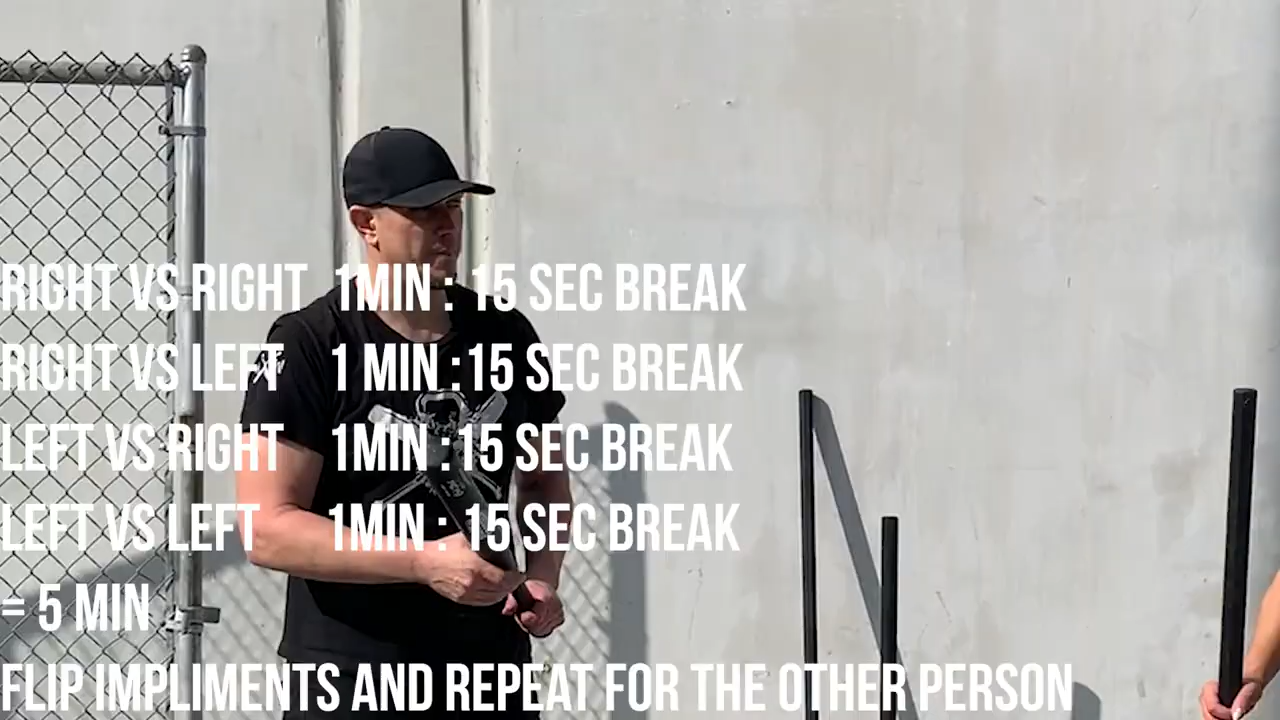 RIGHT VS RIGHT 1MIN : 15 SEC BREAK
RIGHT VS LEFT 1 MIN :15 SEC BREAK
LEFT VS RIGHT 1MIN :15 SEC BREAK
LEFT VS LEFT 1MIN : 15 SEC BREAK
= 5 MIN
FLIP IMPLIMENTS AND REPEAT FOR THE OTHER PERSON